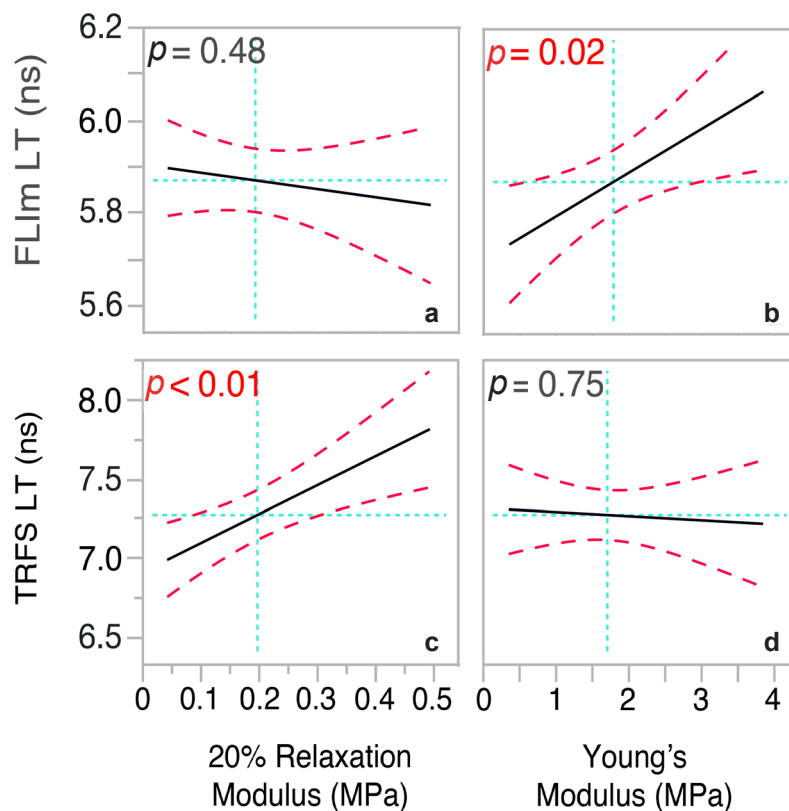 6.2
p = 0.48
p = 0.02
FLIm LT (ns)
6.0
5.8
5.6
a
b
p < 0.01
p = 0.75
TRFS LT (ns)
8.0
7.5
7.0
6.5
c
d
0 0.1 0.2 0.3 0.4 0.5 0 1 2 3 4
20% Relaxation
Modulus (MPa)
Young's
Modulus (MPa)